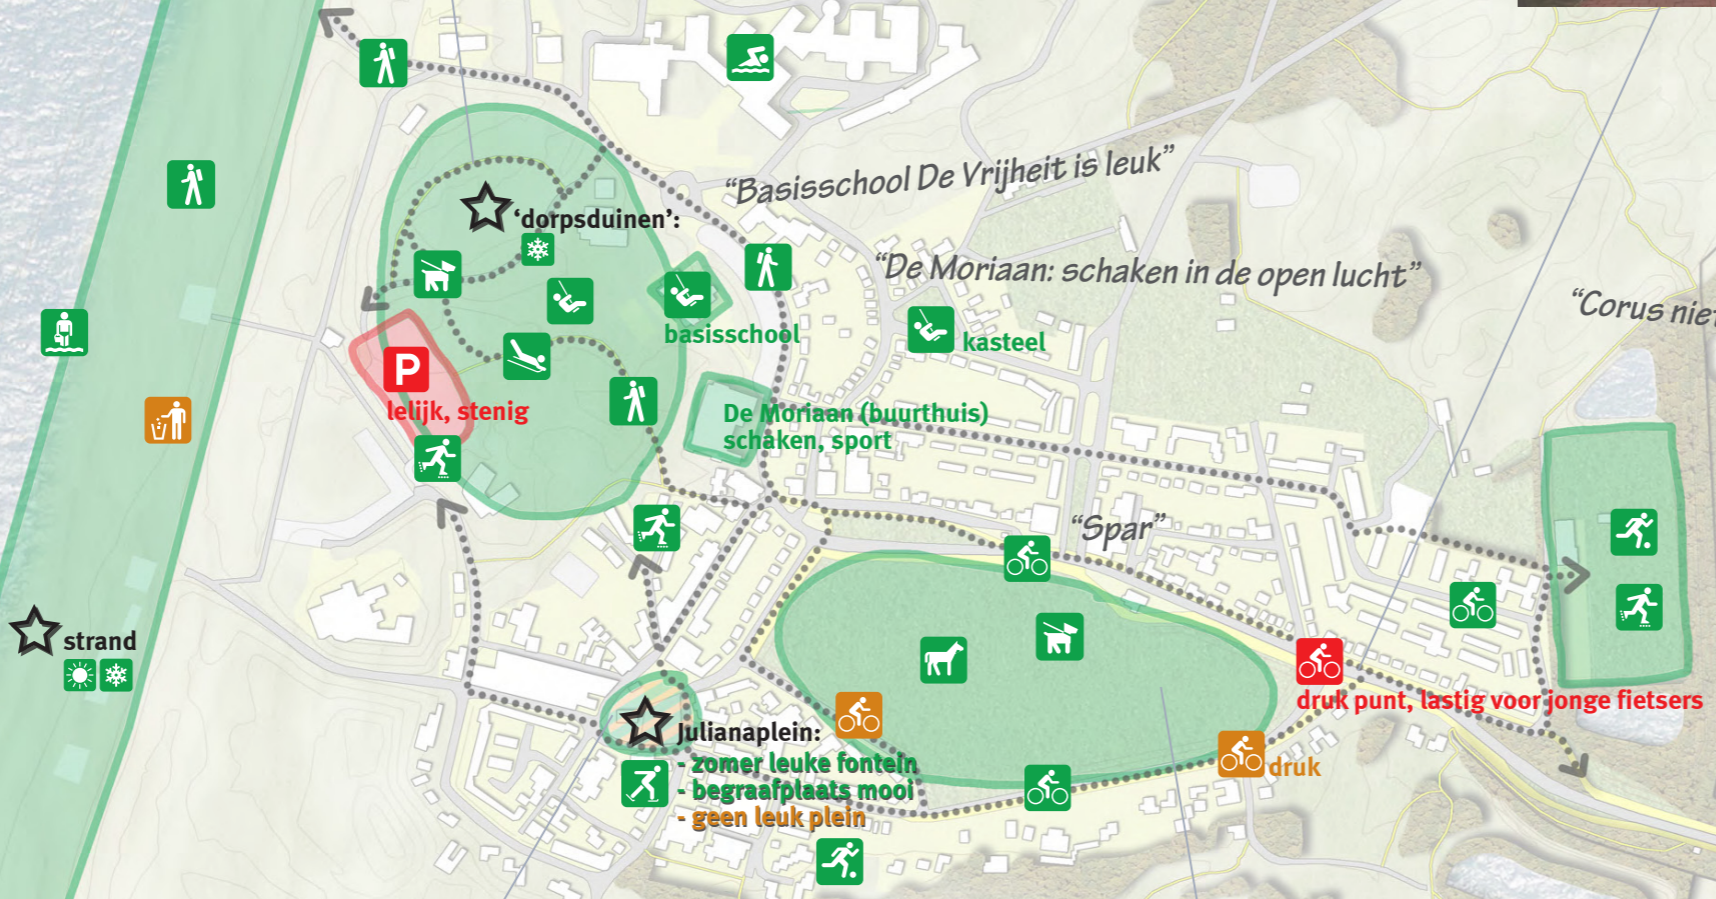 “Basisschool De Vrijheit is leuk”
‘dorpsduinen’:
“De Moriaan: schaken in de open lucht”
“Corus niet
basisschool
kasteel
P
lelijk, stenig
De Moriaan (buurthuis)
schaken, sport
“Spar”
strand
druk punt, lastig voor jonge fietsers
Julianaplein:
- zomer leuke fontein
- begraafplaats mooi
- geen leuk plein
druk